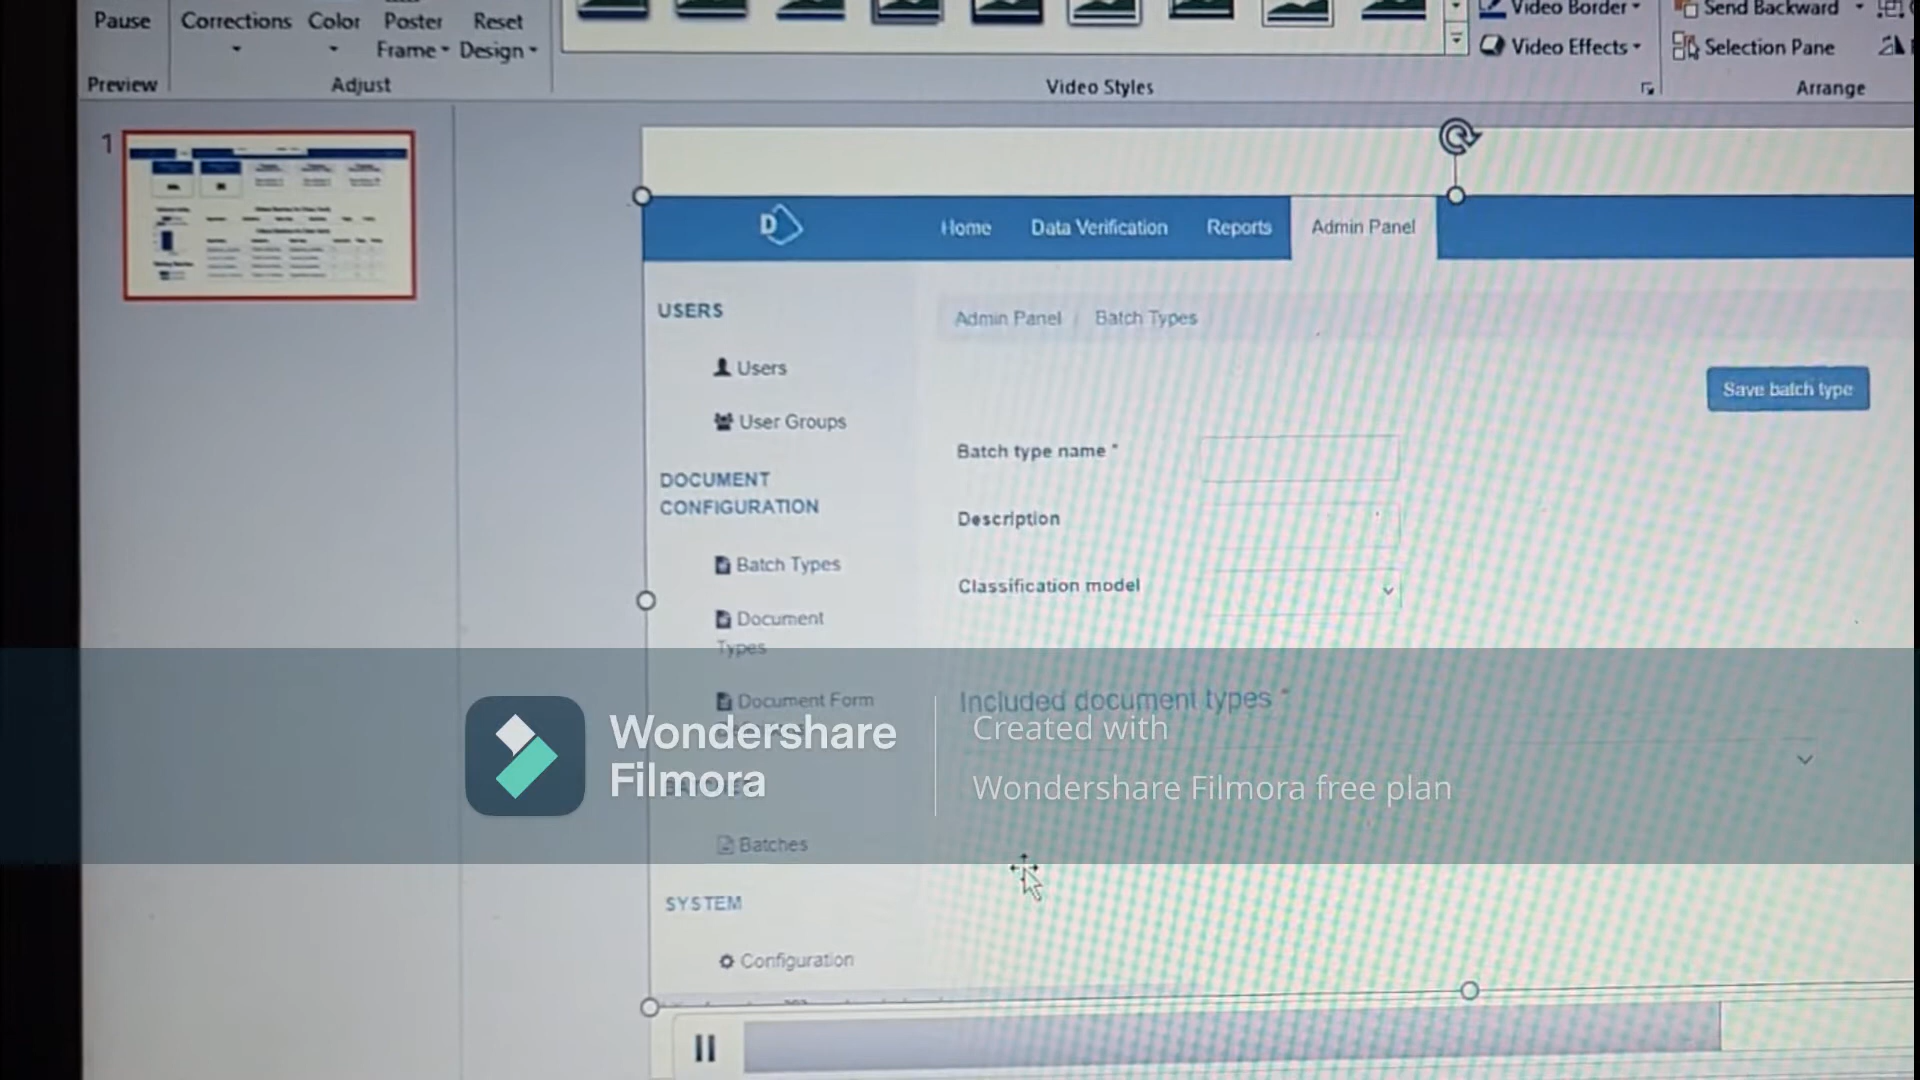 Pause
Corrections
Color
Poster
Frame
Reset
Design
Preview
Adjust
Video Styles
Video Border
Video Effects
Send Backward
Selection Pane
Arrange
1
D
Home
Data Verification
Reports
Admin Panel
USERS
Users
User Groups
DOCUMENT
CONFIGURATION
Batch Types
Document
Types
Document Form
Batches
SYSTEM
Configuration
Admin Panel / Batch Types
Save batch type
Batch type name *
Description
Classification model
Included document types *
Wondershare
Filmora
Created with
Wondershare Filmora free plan